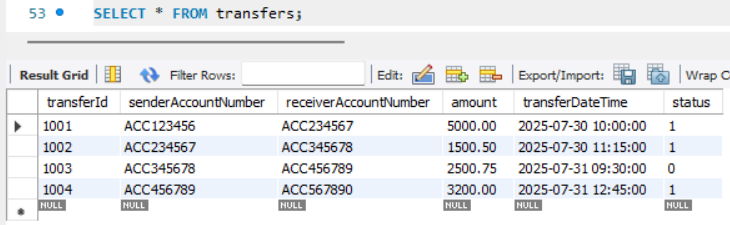 53 SELECT * FROM transfers;
Result Grid Filter Rows: Edit: Export/Import: Wrap C
transferId senderAccountNumber receiverAccountNumber amount transferDateTime status
1001 ACC123456 ACC234567 5000.00 2025-07-30 10:00:00 1
1002 ACC234567 ACC345678 1500.50 2025-07-30 11:15:00 1
1003 ACC345678 ACC456789 2500.75 2025-07-31 09:30:00 0
1004 ACC456789 ACC567890 3200.00 2025-07-31 12:45:00 1
NULL NULL NULL NULL NULL NULL